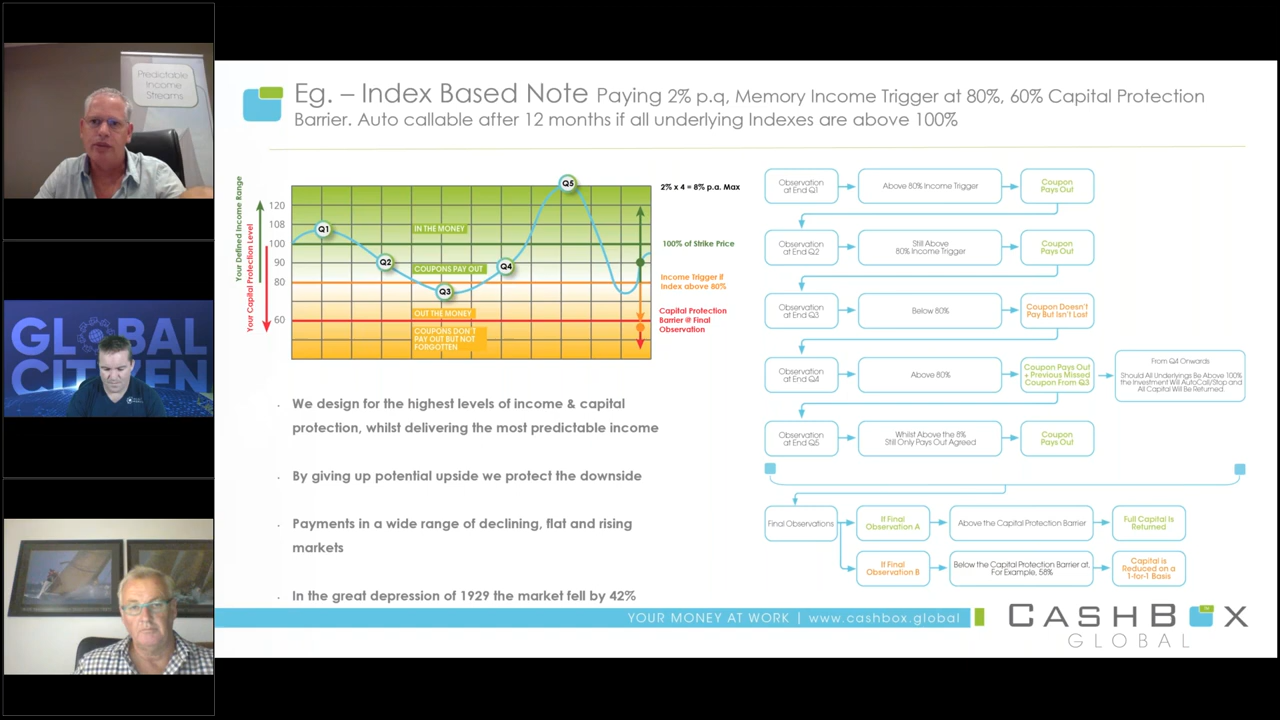 Predictable
Income
Streams
GLOBAL
CITIZEN
Eg. – Index Based Note Paying 2% p.q, Memory Income Trigger at 80%, 60% Capital Protection
Barrier. Auto callable after 12 months if all underlying Indexes are above 100%
Your Defined Income Range
Your Capital Protection Level
120
108
100
90
80
60
Q1
Q2
Q3
Q4
Q5
IN THE MONEY
COUPONS PAY OUT
OUT THE MONEY
COUPONS DON'T
PAY OUT BUT NOT
FORGOTTEN
2% x 4 = 8% p.a. Max
100% of Strike Price
Income Trigger if
Index above 80%
Capital Protection
Barrier @ Final
Observation
· We design for the highest levels of income & capital
protection, whilst delivering the most predictable income
· By giving up potential upside we protect the downside
· Payments in a wide range of declining, flat and rising
markets
· In the great depression of 1929 the market fell by 42%
Observation
at End Q1
Above 80% Income Trigger
Coupon
Pays Out
Observation
at End Q2
Still Above
80% Income Trigger
Coupon
Pays Out
Observation
at End Q3
Below 80%
Coupon Doesn't
Pay But Isn't Lost
Observation
at End Q4
Above 80%
Coupon Pays Out
+ Previous Missed
Coupon From Q3
From Q4 Onwards
Should All Underlyings Be Above 100%
the Investment Will AutoCall/Stop and
All Capital Will Be Returned.
Observation
at End Q5
Whilst Above the 8%
Still Only Pays Out Agreed
Coupon
Pays Out
Final Observations
If Final
Observation A
Above the Capital Protection Barrier
Full Capital Is
Returned
If Final
Observation B
Below the Capital Protection Barrier at,
For Example, 58%
Capital is
Reduced on a
1-for-1 Basis
YOUR MONEY AT WORK | www.cashbox.global
CASHBOX
GLOBAL